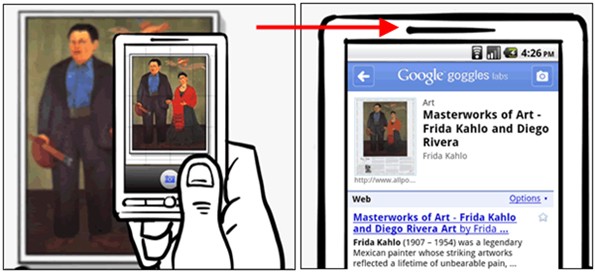 4:26 PM
Google goggles labs
Art
Masterworks of Art -
Frida Kahlo and Diego
Rivera
Frida Kahlo
http://www.allpo...
Web Options
Masterworks of Art - Frida Kahlo
and Diego Rivera Art by Frida ...
Frida Kahlo (1907 – 1954) was a legendary
Mexican painter whose striking artworks
reflected a lifetime of unbearable pain, ...